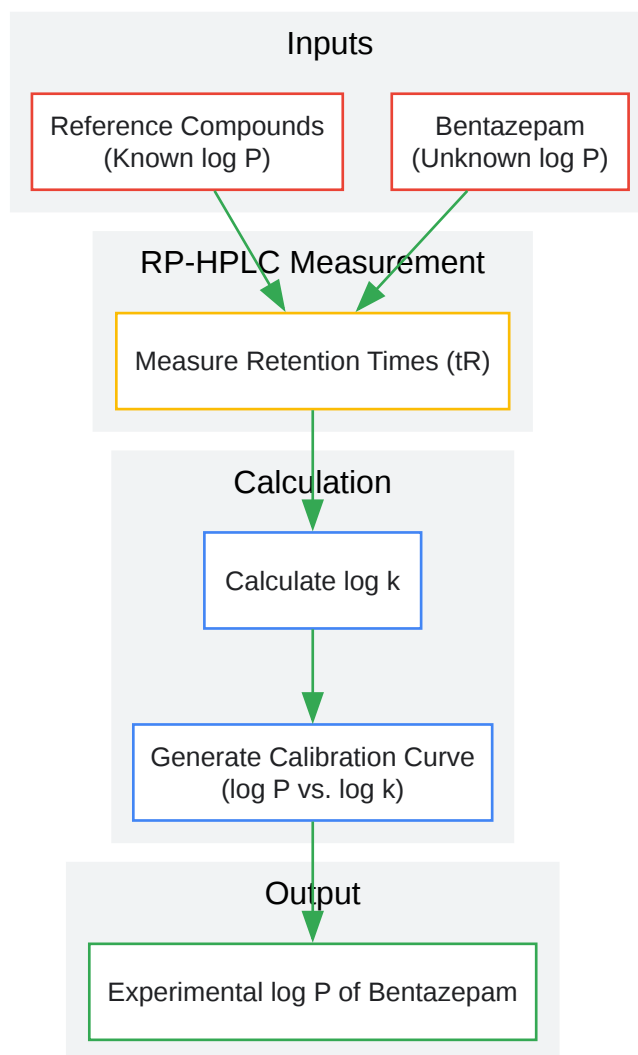 Inputs
Reference Compounds
(Known log P)
Bentazepam
(Unknown log P)
RP-HPLC Measurement
Measure Retention Times (tR)
Calculation
Calculate log k
Generate Calibration Curve
(log P vs. log k)
Output
Experimental log P of Bentazepam